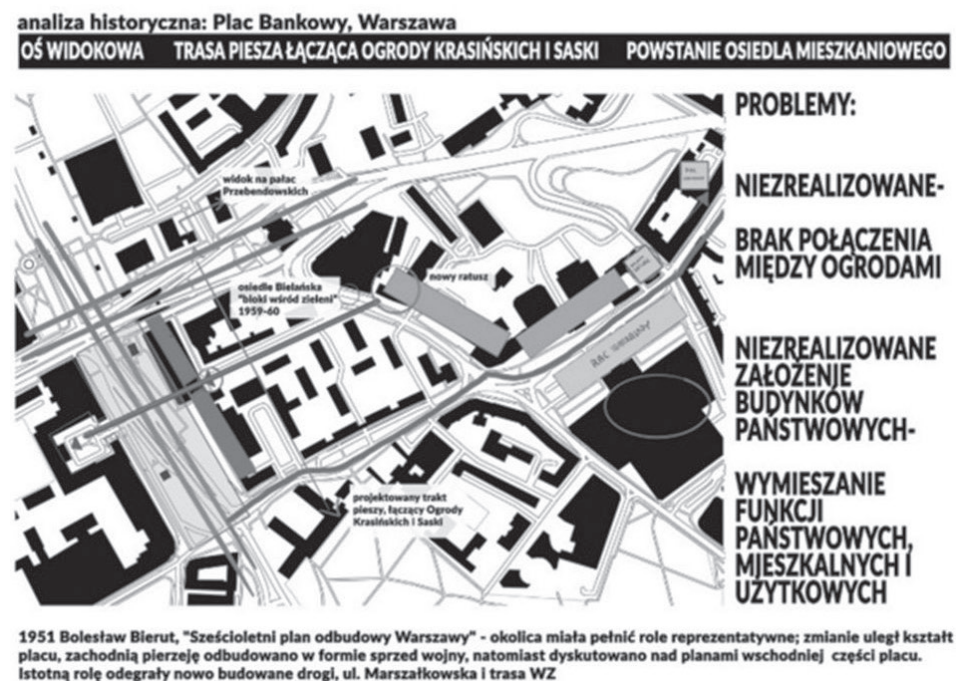 analiza historyczna: Plac Bankowy, Warszawa
OŚ WIDOKOWA TRASA PIESZA ŁĄCZĄCA OGRODY KRASIŃSKICH I SASKI POWSTANIE OSIEDLA MIESZKANIOWEGO
widok na pałac
Przebendowskich
osiedle Bielańska
"bloki wśród zieleni"
1959-60
nowy ratusz
projektowany trakt
pieszy, łączący Ogrody
Krasińskich i Saski
PROBLEMY:
NIEZREALIZOWANE-
BRAK POŁĄCZENIA
MIĘDZY OGRODAMI
NIEZREALIZOWANE
ZAŁOŻENIE
BUDYNKÓW
PAŃSTWOWYCH-
WYMIESZANIE
FUNKCJI
PAŃSTWOWYCH,
MIESZKALNYCH I
UŻYTKOWYCH
1951 Bolesław Bierut, "Sześcioletni plan odbudowy Warszawy" - okolica miała pełnić role reprezentatywne; zmianie uległ kształt
placu, zachodnią pierzeję odbudowano w formie sprzed wojny, natomiast dyskutowano nad planami wschodniej części placu.
Istotną rolę odegrały nowo budowane drogi, ul. Marszałkowska i trasa WZ